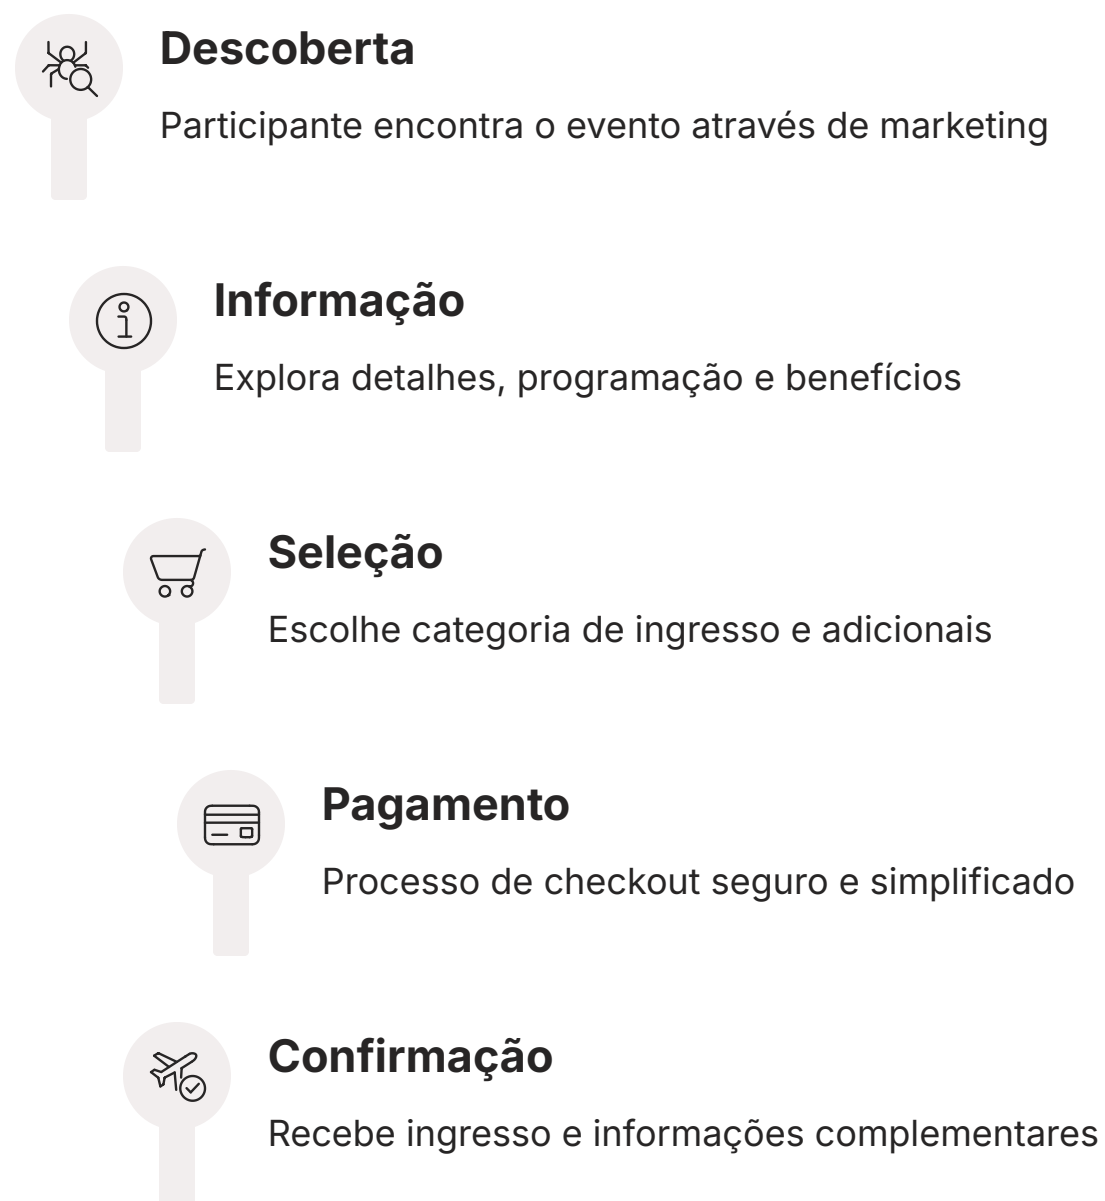 Descoberta
Participante encontra o evento através de marketing
Informação
Explora detalhes, programação e benefícios
Seleção
Escolhe categoria de ingresso e adicionais
Pagamento
Processo de checkout seguro e simplificado
Confirmação
Recebe ingresso e informações complementares